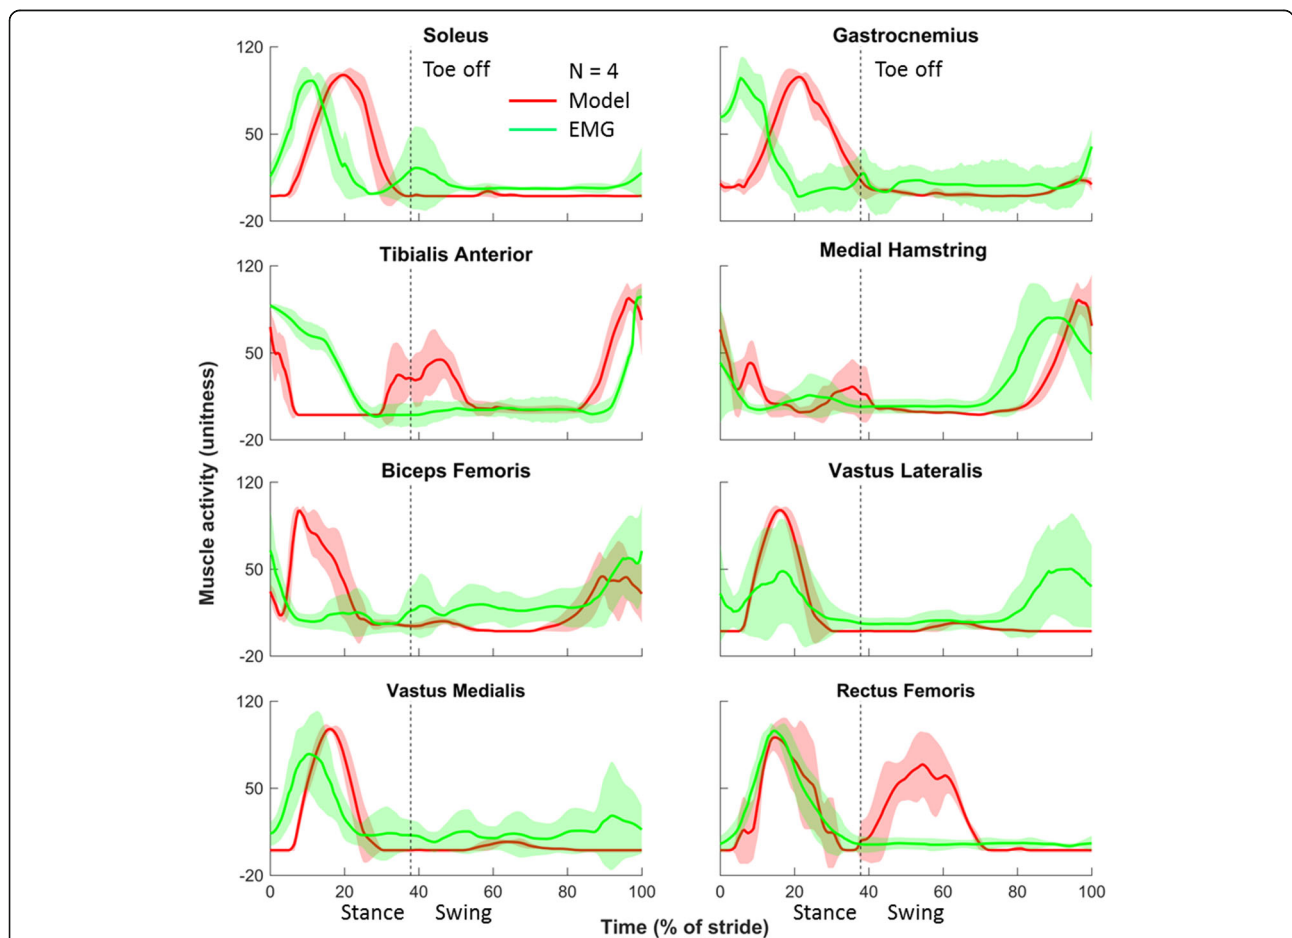 Soleus
120
50
-20
Toe off
N = 4
Model
EMG
Gastrocnemius
Toe off
Tibialis Anterior
120
50
-20
Medial Hamstring
Muscle activity (unitness)
Biceps Femoris
120
50
-20
Vastus Lateralis
Vastus Medialis
120
50
-20
0 20 40 60 80 100
Stance Swing
Rectus Femoris
0 20 40 60 80 100
Stance Swing
Time (% of stride)